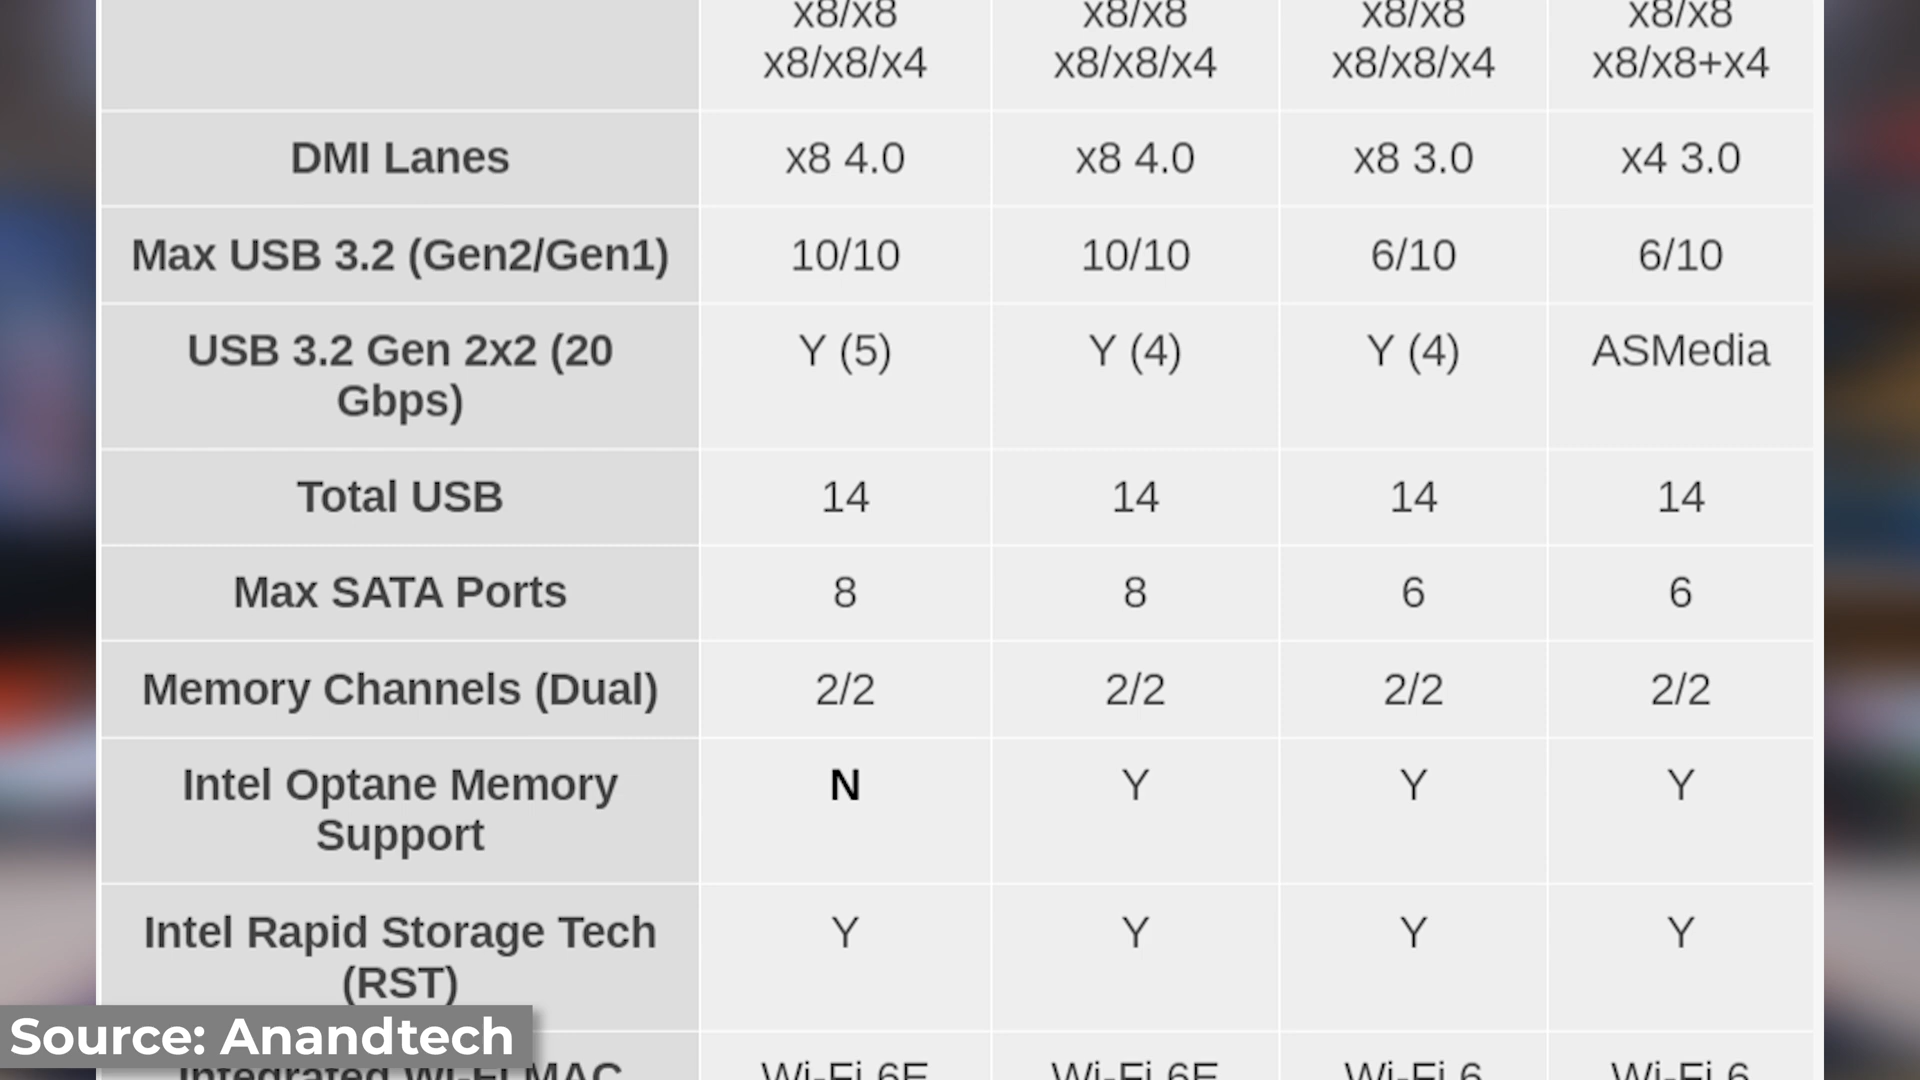 x8/x8 x8/x8 x8/x8 x8/x8
x8/x8/x4 x8/x8/x4 x8/x8/x4 x8/x8+x4
DMI Lanes x8 4.0 x8 4.0 x8 3.0 x4 3.0
Max USB 3.2 (Gen2/Gen1) 10/10 10/10 6/10 6/10
USB 3.2 Gen 2x2 (20 Y (5) Y (4) Y (4) ASMedia
Gbps)
Total USB 14 14 14 14
Max SATA Ports 8 8 6 6
Memory Channels (Dual) 2/2 2/2 2/2 2/2
Intel Optane Memory N Y Y Y
Support
Intel Rapid Storage Tech Y Y Y Y
(RST)
Source: Anandtech
Integrated Wi-Fi MAC Wi-Fi 6E Wi-Fi 6E Wi-Fi 6 Wi-Fi 6